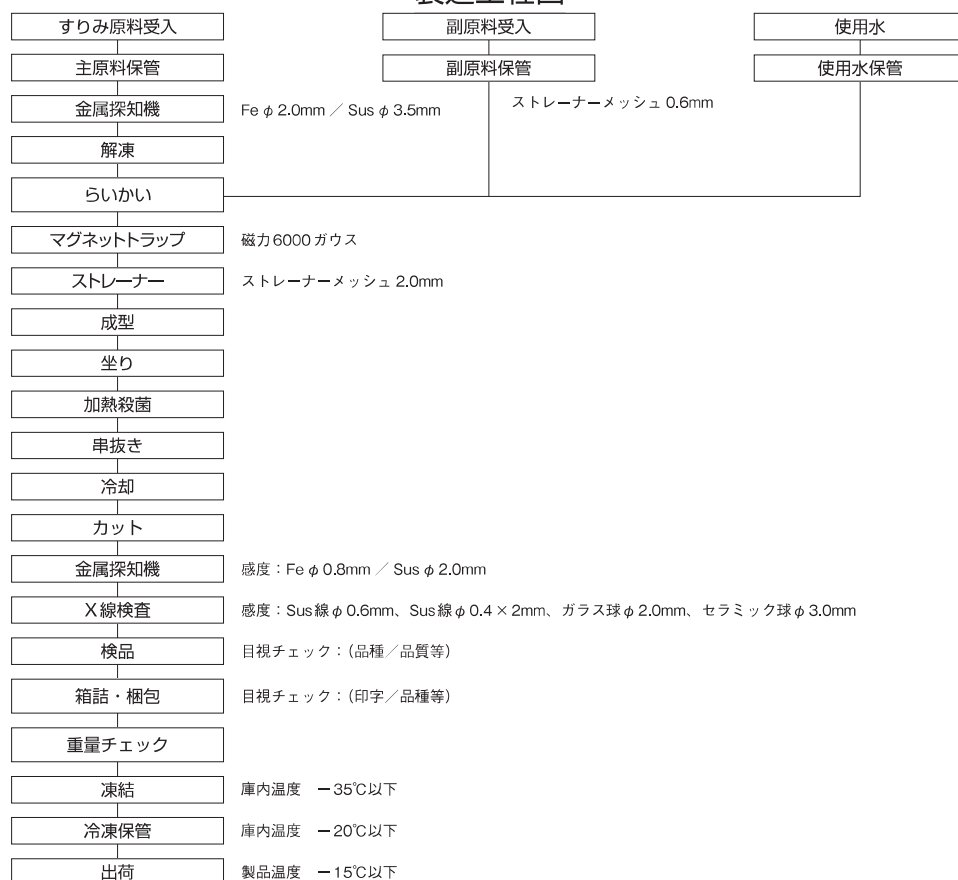 製造工程図
すりみ原料受入
副原料受入
使用水
主原料保管
副原料保管
使用水保管
金属探知機
Fe φ 2.0mm ／ Sus φ 3.5mm
ストレーナーメッシュ 0.6mm
解凍
らいかい
マグネットトラップ
磁力6000ガウス
ストレーナー
ストレーナーメッシュ 2.0mm
成型
坐り
加熱殺菌
串抜き
冷却
カット
金属探知機
感度：Fe φ 0.8mm ／ Sus φ 2.0mm
X線検査
感度：Sus線φ0.6mm、Sus線φ0.4×2mm、ガラス球φ2.0mm、セラミック球φ3.0mm
検品
目視チェック：（品種／品質等）
箱詰・梱包
目視チェック：（印字／品種等）
重量チェック
凍結
庫内温度　－35℃以下
冷凍保管
庫内温度　－20℃以下
出荷
製品温度　－15℃以下